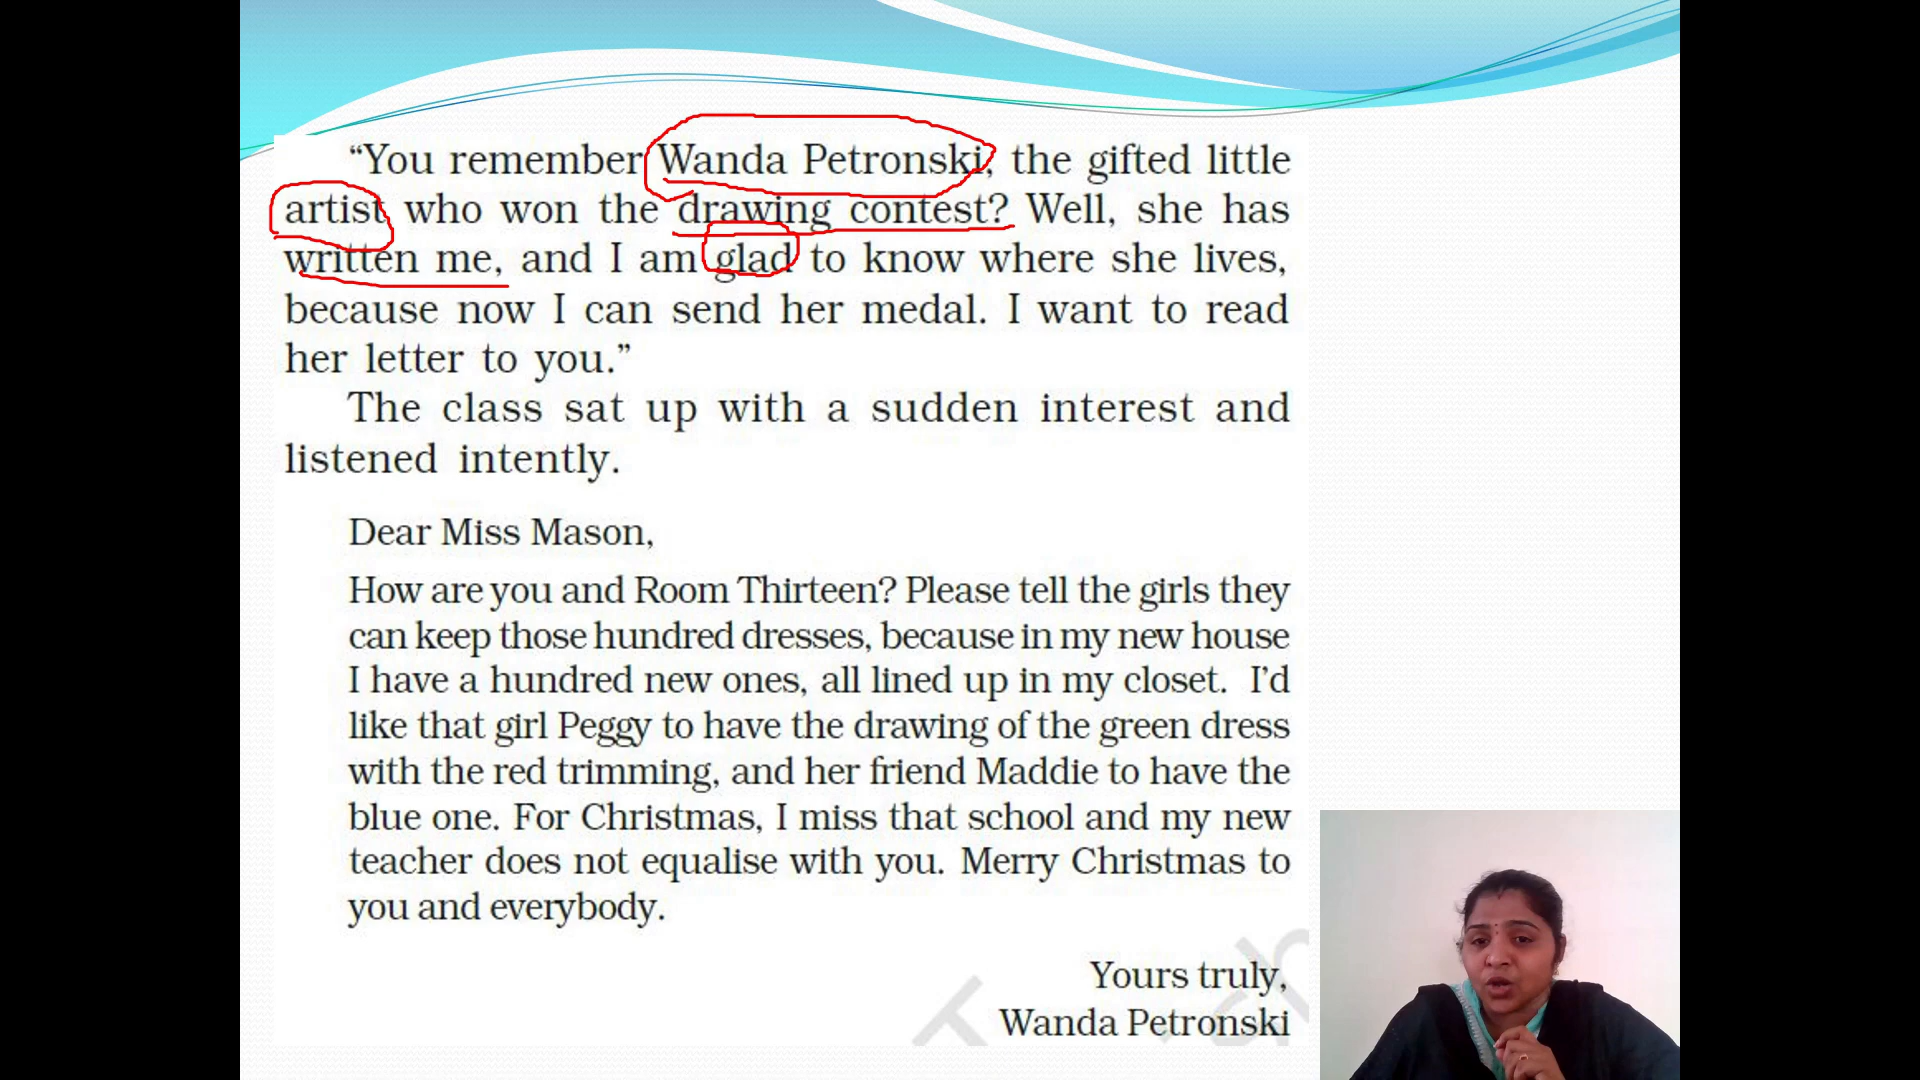 “You remember Wanda Petronski, the gifted little
artist who won the drawing contest? Well, she has
written me, and I am glad to know where she lives,
because now I can send her medal. I want to read
her letter to you.”
The class sat up with a sudden interest and
listened intently.
Dear Miss Mason,
How are you and Room Thirteen? Please tell the girls they
can keep those hundred dresses, because in my new house
I have a hundred new ones, all lined up in my closet. I’d
like that girl Peggy to have the drawing of the green dress
with the red trimming, and her friend Maddie to have the
blue one. For Christmas, I miss that school and my new
teacher does not equalise with you. Merry Christmas to
you and everybody.
Yours truly,
Wanda Petronski